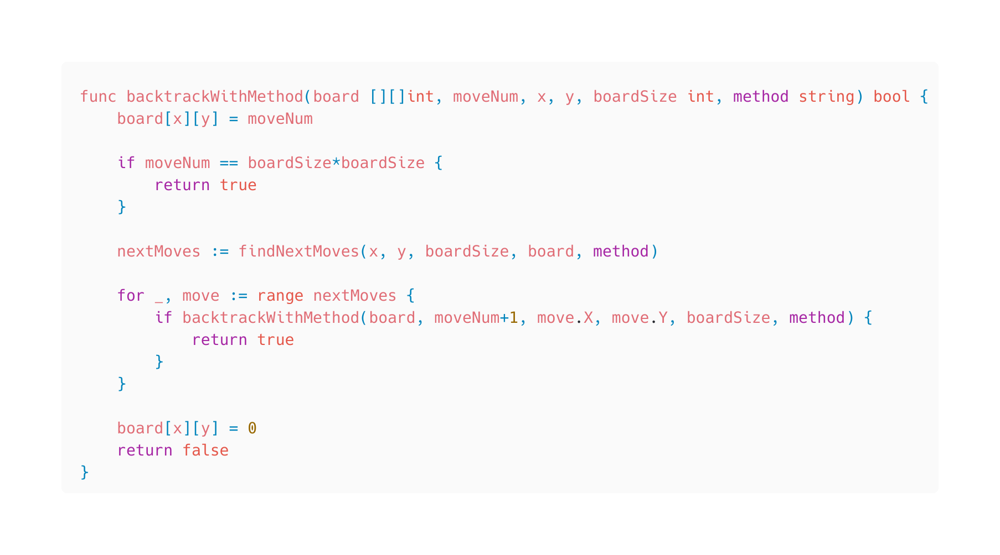 func backtrackWithMethod(board [][]int, moveNum, x, y, boardSize int, method string) bool {
    board[x][y] = moveNum

    if moveNum == boardSize*boardSize {
        return true
    }

    nextMoves := findNextMoves(x, y, boardSize, board, method)

    for _, move := range nextMoves {
        if backtrackWithMethod(board, moveNum+1, move.X, move.Y, boardSize, method) {
            return true
        }
    }

    board[x][y] = 0
    return false
}